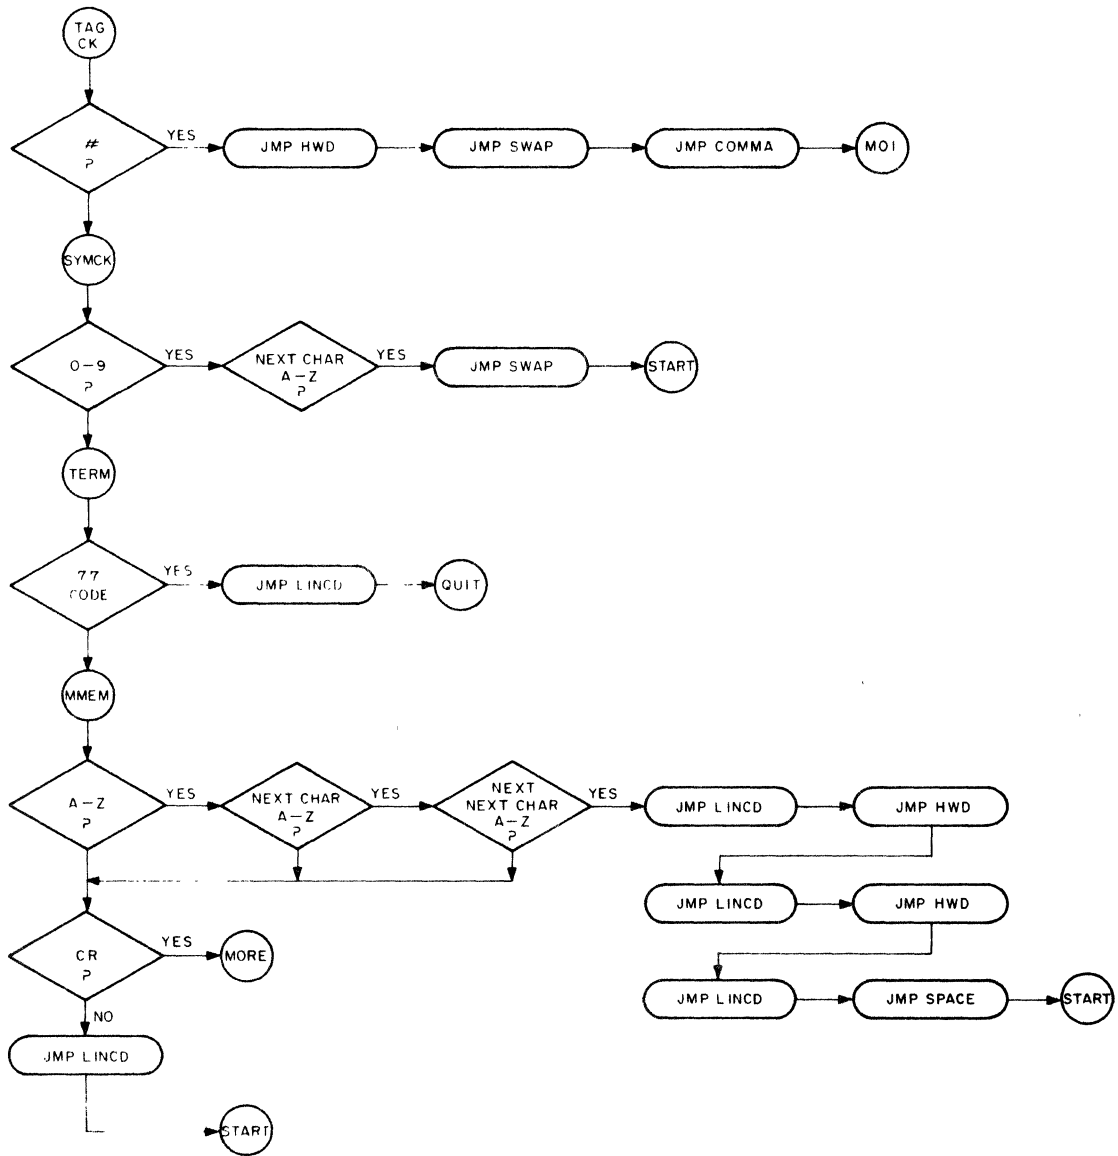 TAG
CK
#
?
YES
JMP HWD
JMP SWAP
JMP COMMA
MO1
SYMCK
0-9
?
YES
NEXT CHAR
A-Z
?
YES
JMP SWAP
START
TERM
77
CODE
YES
JMP LINCD
QUIT
MMEM
A-Z
?
YES
NEXT CHAR
A-Z
?
YES
NEXT
NEXT CHAR
A-Z
?
YES
JMP LINCD
JMP HWD
JMP LINCD
JMP HWD
JMP LINCD
JMP SPACE
START
CR
?
YES
MORE
NO
JMP LINCD
START